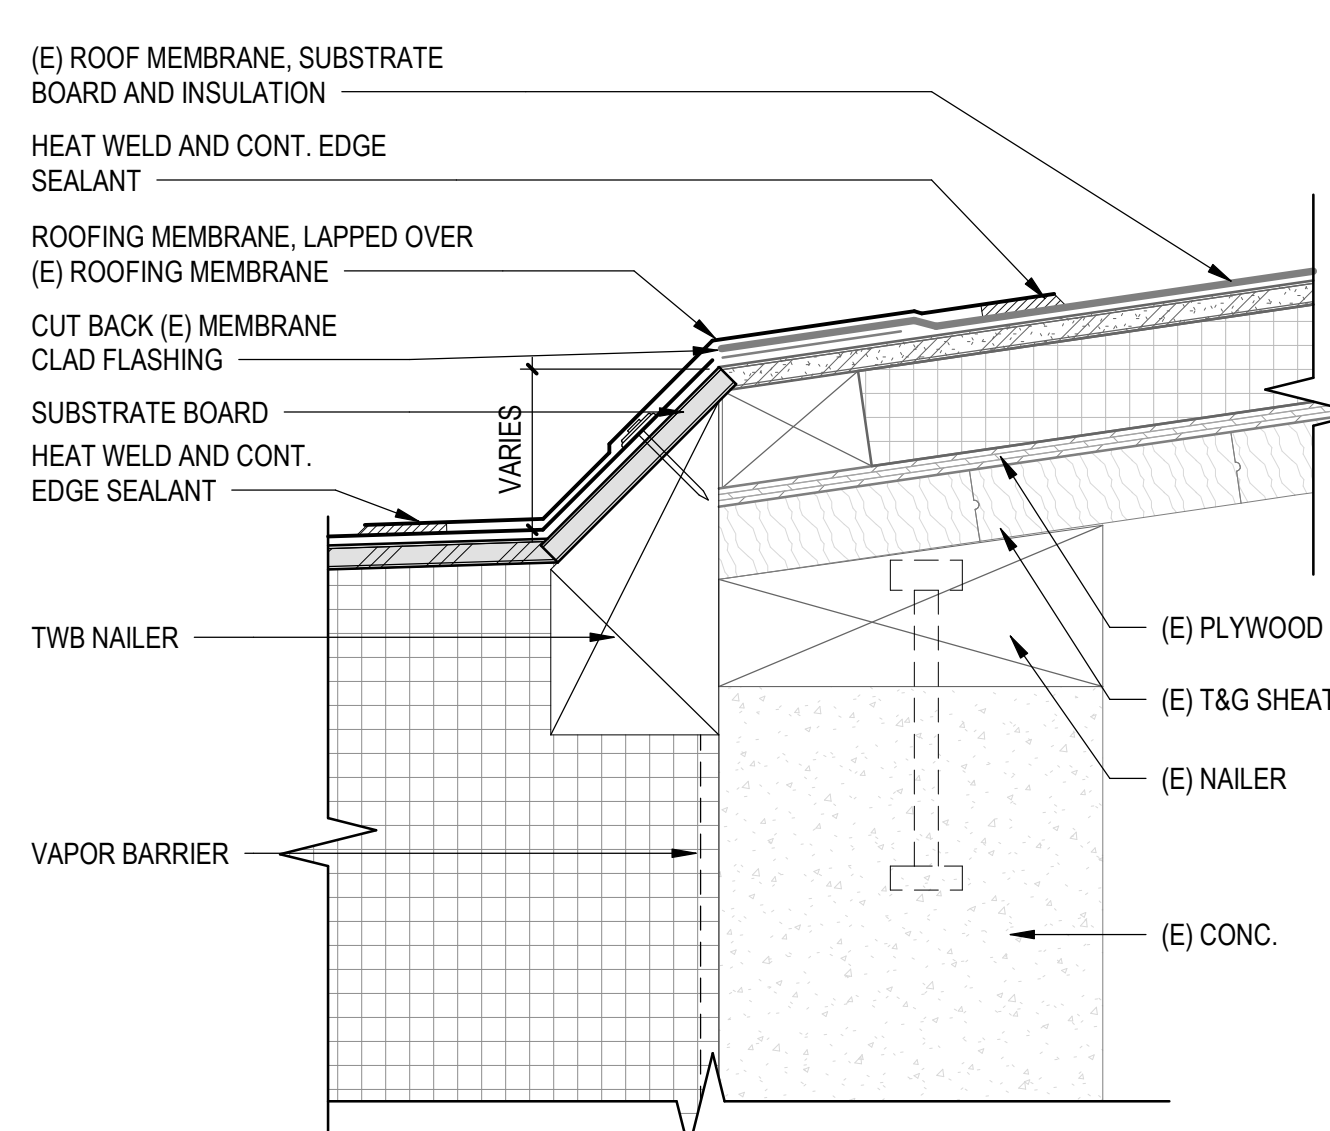 (E) ROOF MEMBRANE, SUBSTRATE
BOARD AND INSULATION
HEAT WELD AND CONT. EDGE
SEALANT
ROOFING MEMBRANE, LAPPED OVER
(E) ROOFING MEMBRANE
CUT BACK (E) MEMBRANE
CLAD FLASHING
SUBSTRATE BOARD
HEAT WELD AND CONT.
EDGE SEALANT
VARIES
TWB NAILER
VAPOR BARRIER
(E) PLYWOOD
(E) T&G SHEAT
(E) NAILER
(E) CONC.